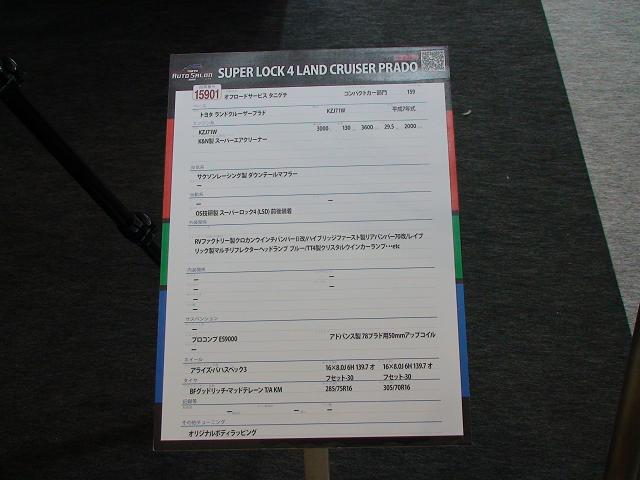 AUTO SALON
SUPER LOCK 4 LAND CRUISER PRADO
15901 オフロードサービス タニグチ コンパクトカー部門 159
トヨタ ランドクルーザープラド KZJ71W 平成7年式
KZJ71W 3000 130 3600 29.5 2000
K&N製 スーパーエアクリーナー
サクソンレーシング製 ダウンテールマフラー
OS技研製 スーパーロック4 (LSD) 前後装着
RVファクトリー製クロカンウインチバンパーII改/ハイブリッジファースト製リアバンパー70改/レイブ
リック製マルチリフレクターヘッドランプ ブルー/TT4製クリスタルウインカーランプ・・・etc
サスペンション
プロコンプ ES9000 アドバンス製 78プラド用50mmアップコイル
ホイール
アライズ・バハスペック3 16×8.0J 6H 139.7 オ 16×8.0J 6H 139.7 オ
フセット-30 フセット-30
タイヤ
BFグッドリッチ・マッドテレーン T/A KM 285/75R16 305/70R16
その他チューニング
オリジナルボディラッピング